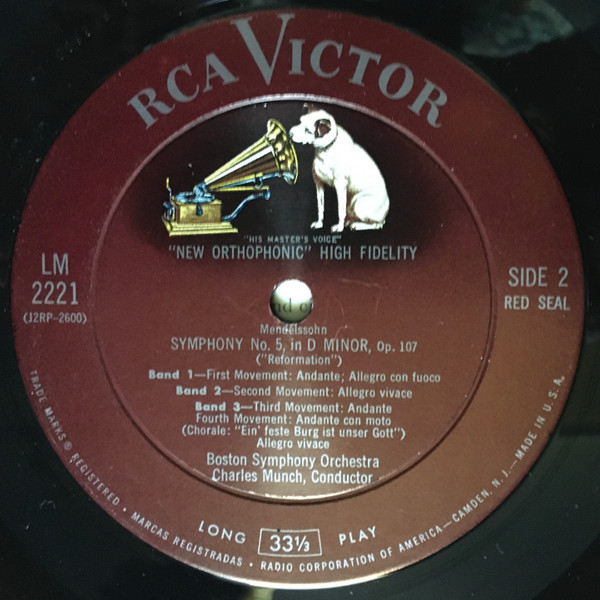 RCA VICTOR
"HIS MASTER'S VOICE"
"NEW ORTHOPHONIC" HIGH FIDELITY
LM
2221
(J2RP-2600)
SIDE 2
RED SEAL
Mendelssohn
SYMPHONY No. 5, in D MINOR, Op. 107
("Reformation")
Band 1—First Movement: Andante; Allegro con fuoco
Band 2—Second Movement: Allegro vivace
Band 3—Third Movement: Andante
Fourth Movement: Andante con moto
(Chorale: "Ein' feste Burg ist unser Gott")
Allegro vivace
Boston Symphony Orchestra
Charles Munch, Conductor
LONG 33⅓ PLAY
TRADE MARKS ® REGISTERED • MARCAS REGISTRADAS • RADIO CORPORATION OF AMERICA—CAMDEN, N. J.—MADE IN U.S.A.